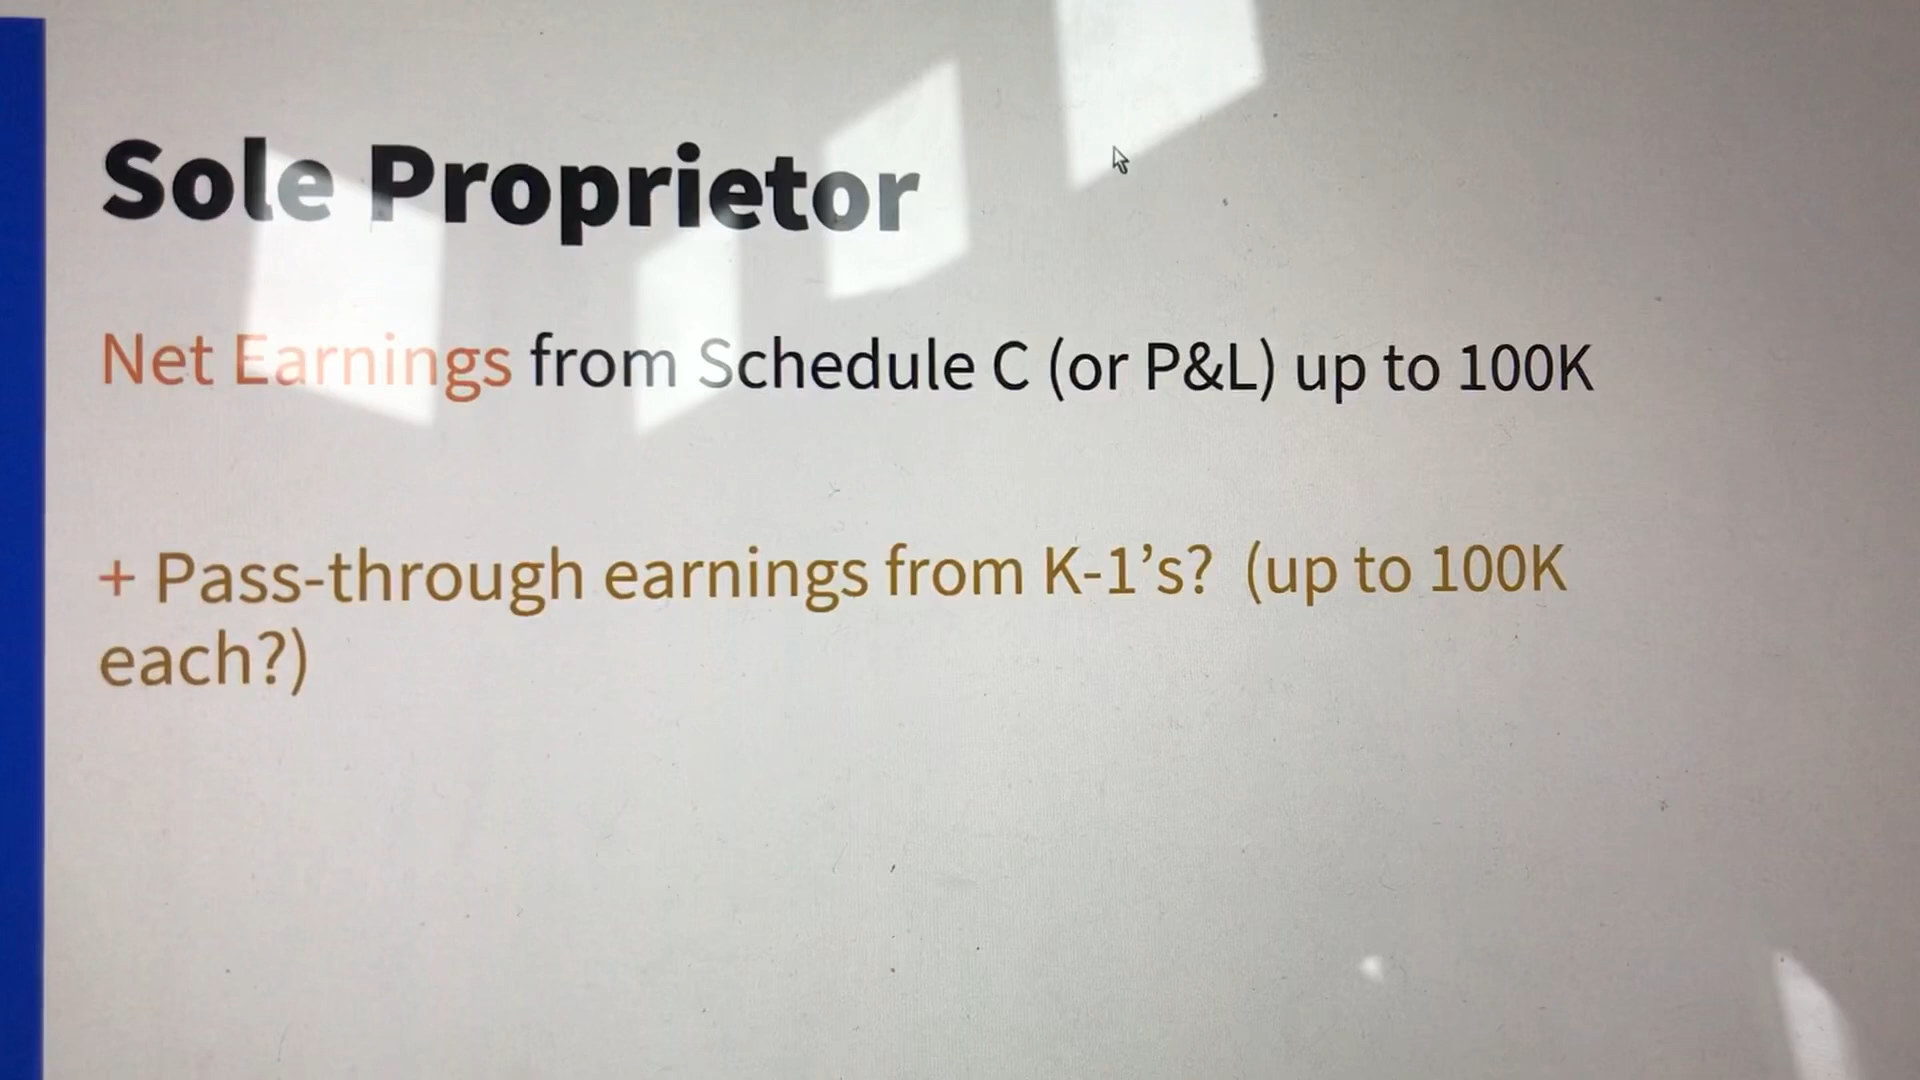 Sole Proprietor
Net Earnings from Schedule C (or P&L) up to 100K
+ Pass-through earnings from K-1’s? (up to 100K
each?)